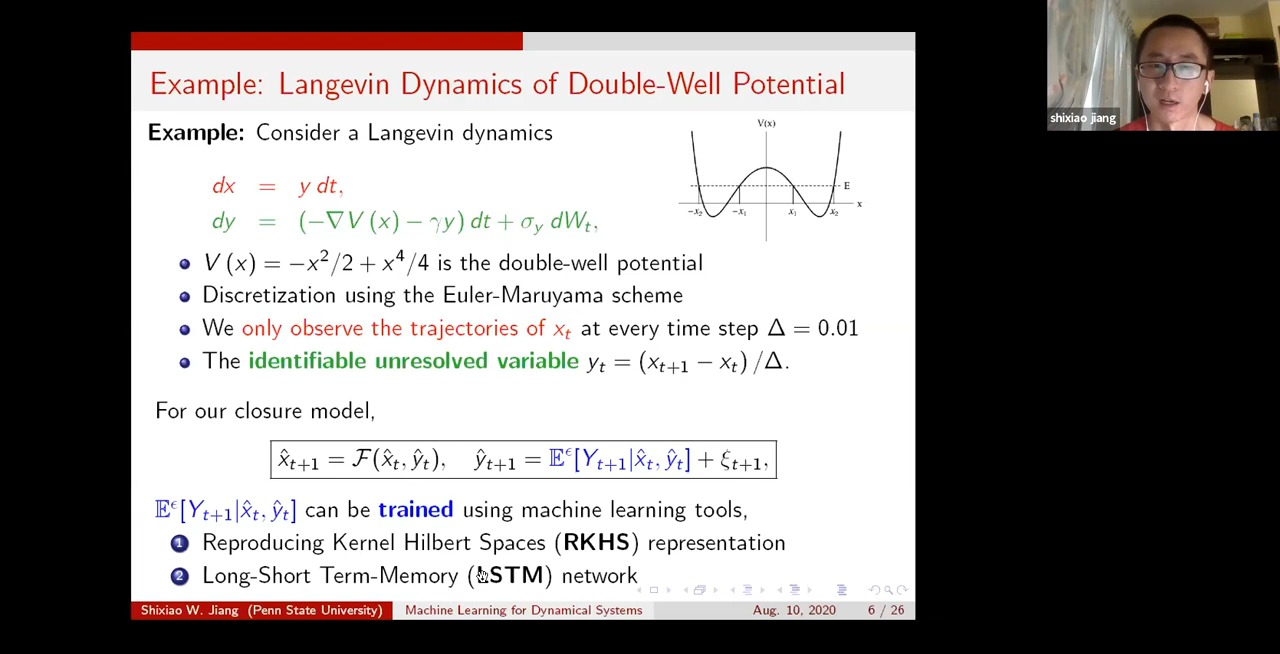 Example: Langevin Dynamics of Double-Well Potential
Example: Consider a Langevin dynamics
dx = y dt,
dy = (−∇V (x) − γy) dt + σ_y dW_t,
V(x)
E
x
−x₂ −x₁ x₁ x₂
V (x) = −x²/2 + x⁴/4 is the double-well potential
Discretization using the Euler-Maruyama scheme
We only observe the trajectories of x_t at every time step Δ = 0.01
The identifiable unresolved variable y_t = (x_{t+1} − x_t) /Δ.
For our closure model,
x̂_{t+1} = F(x̂_t, ŷ_t), ŷ_{t+1} = 𝔼^ϵ[Y_{t+1}|x̂_t, ŷ_t] + ξ_{t+1},
𝔼^ϵ[Y_{t+1}|x̂_t, ŷ_t] can be trained using machine learning tools,
1 Reproducing Kernel Hilbert Spaces (RKHS) representation
2 Long-Short Term-Memory (LSTM) network
Shixiao W. Jiang (Penn State University) Machine Learning for Dynamical Systems Aug. 10, 2020 6 / 26
shixiao jiang